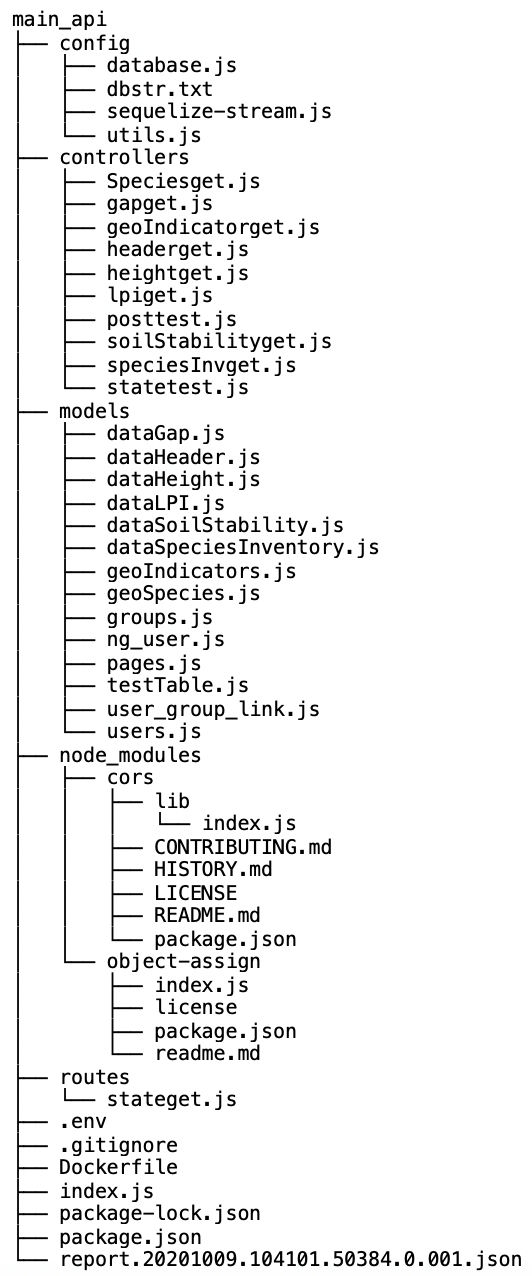 main_api
├── config
│   ├── database.js
│   ├── dbstr.txt
│   ├── sequelize-stream.js
│   └── utils.js
├── controllers
│   ├── Speciesget.js
│   ├── gapget.js
│   ├── geoIndicatorget.js
│   ├── headerget.js
│   ├── heightget.js
│   ├── lpiget.js
│   ├── posttest.js
│   ├── soilStabilityget.js
│   ├── speciesInvget.js
│   └── statetest.js
├── models
│   ├── dataGap.js
│   ├── dataHeader.js
│   ├── dataHeight.js
│   ├── dataLPI.js
│   ├── dataSoilStability.js
│   ├── dataSpeciesInventory.js
│   ├── geoIndicators.js
│   ├── geoSpecies.js
│   ├── groups.js
│   ├── ng_user.js
│   ├── pages.js
│   ├── testTable.js
│   ├── user_group_link.js
│   └── users.js
├── node_modules
│   ├── cors
│   │   ├── lib
│   │   │   └── index.js
│   │   ├── CONTRIBUTING.md
│   │   ├── HISTORY.md
│   │   ├── LICENSE
│   │   ├── README.md
│   │   └── package.json
│   └── object-assign
│       ├── index.js
│       ├── license
│       ├── package.json
│       └── readme.md
├── routes
│   └── stateget.js
├── .env
├── .gitignore
├── Dockerfile
├── index.js
├── package-lock.json
├── package.json
└── report.20201009.104101.50384.0.001.json